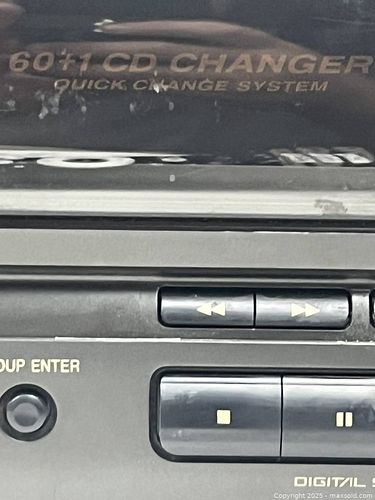 60+1 CD CHANGER
QUICK CHANGE SYSTEM
OUP ENTER
DIGITAL S
©Copyright 2025 - maxsold.com